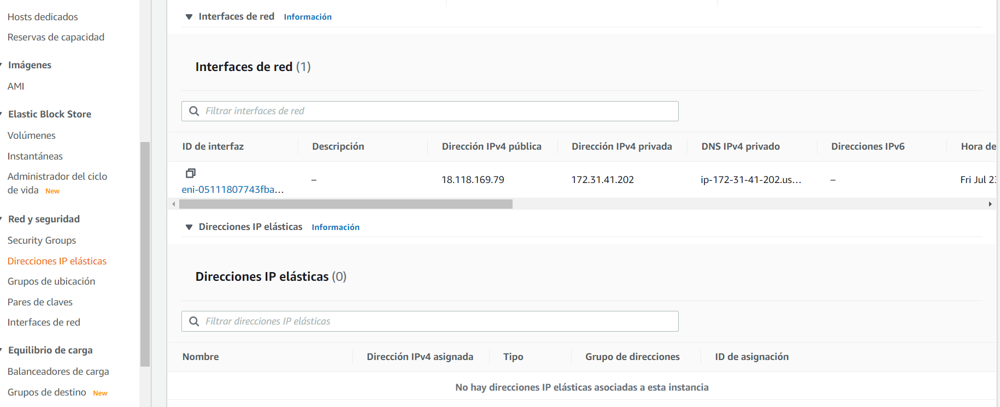 Hosts dedicados
Reservas de capacidad
Imágenes
AMI
Elastic Block Store
Volúmenes
Instantáneas
Administrador del ciclo
de vida New
Red y seguridad
Security Groups
Direcciones IP elásticas
Grupos de ubicación
Pares de claves
Interfaces de red
Equilibrio de carga
Balanceadores de carga
Grupos de destino New
Interfaces de red Información
Interfaces de red (1)
Filtrar interfaces de red
ID de interfaz Descripción Dirección IPv4 pública Dirección IPv4 privada DNS IPv4 privado Direcciones IPv6 Hora de
eni-05111807743fba... – 18.118.169.79 172.31.41.202 ip-172-31-41-202.us... – Fri Jul 23
Direcciones IP elásticas Información
Direcciones IP elásticas (0)
Filtrar direcciones IP elásticas
Nombre Dirección IPv4 asignada Tipo Grupo de direcciones ID de asignación
No hay direcciones IP elásticas asociadas a esta instancia